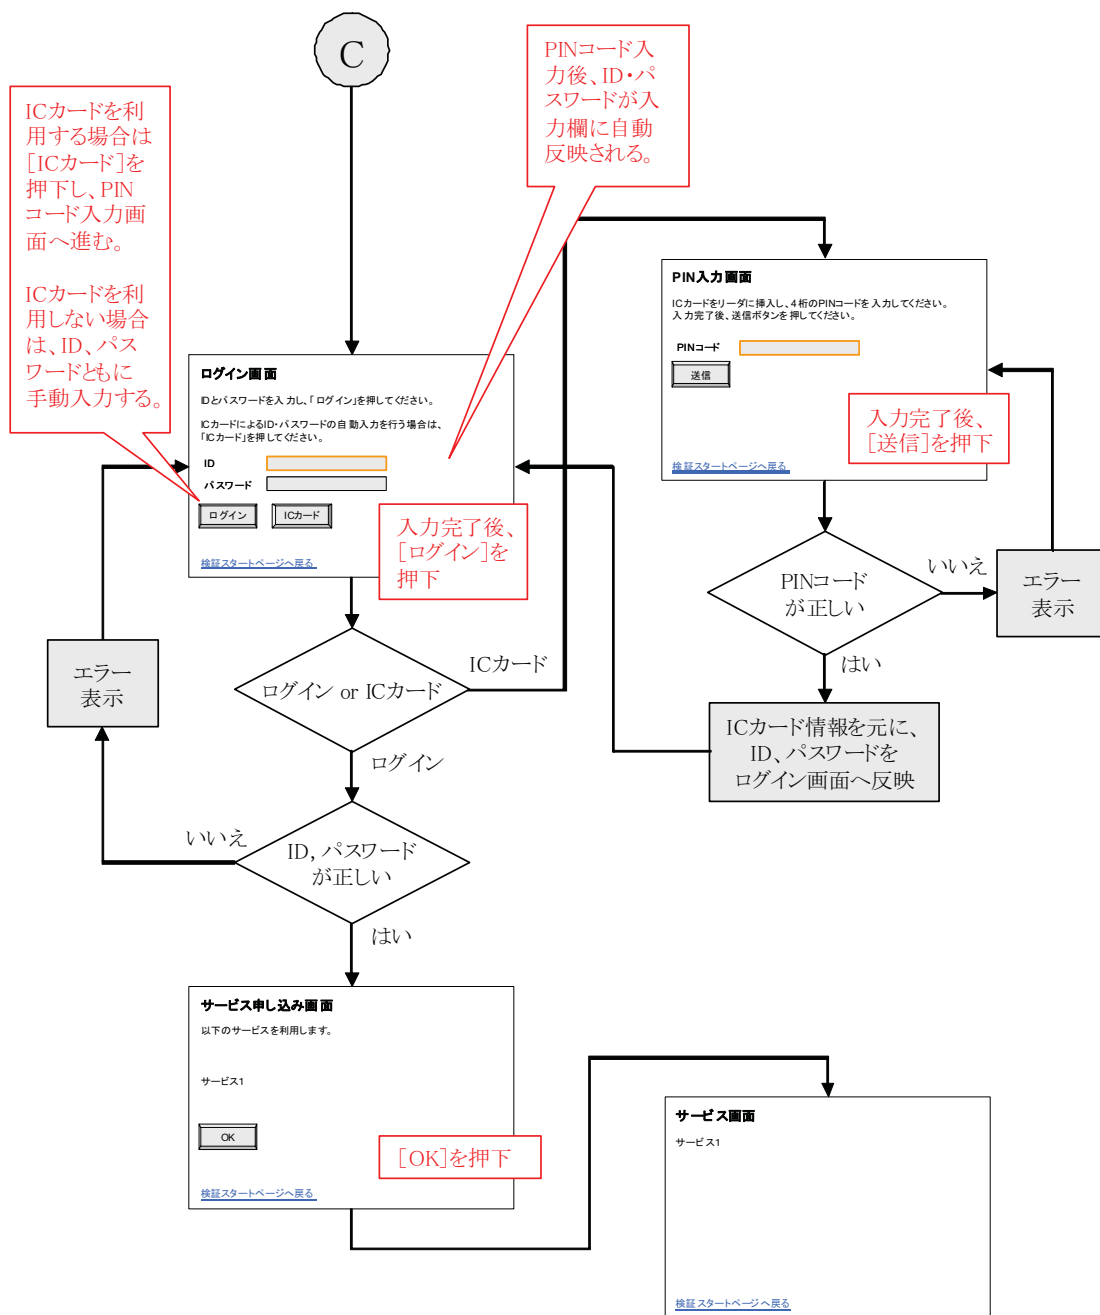 C
PINコード入
力後、ID・パ
スワードが入
力欄に自動
反映される。
ICカードを利
用する場合は
［ICカード］を
押下し、PIN
コード入力画
面へ進む。
ICカードを利
用しない場合
は、ID、パス
ワードともに
手動入力する。
PIN入力画面
ICカードをリーダに挿入し、4桁のPINコードを入力してください。
入力完了後、送信ボタンを押してください。
PINコード
送信
入力完了後、
［送信］を押下
検証スタートページへ戻る
ログイン画面
IDとパスワードを入力し、「ログイン」を押してください。
ICカードによるID・パスワードの自動入力を行う場合は、
「ICカード」を押してください。
ID
パスワード
ログイン
ICカード
入力完了後、
［ログイン］を
押下
検証スタートページへ戻る
PINコード
が正しい
いいえ
エラー
表示
はい
ICカード情報を元に、
ID、パスワードを
ログイン画面へ反映
エラー
表示
ログイン or ICカード
ICカード
ログイン
いいえ
ID, パスワード
が正しい
はい
サービス申し込み画面
以下のサービスを利用します。
サービス1
OK
［OK］を押下
検証スタートページへ戻る
サービス画面
サービス1
検証スタートページへ戻る